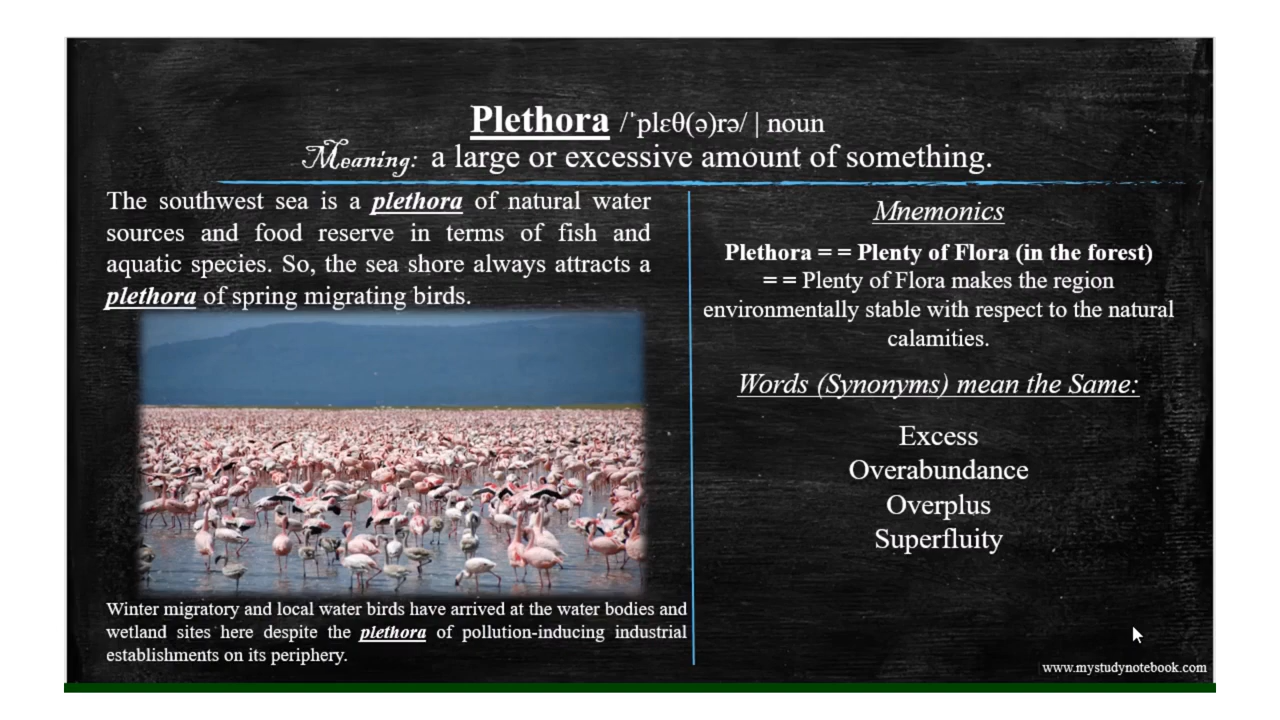 Plethora /ˈplɛθ(ə)rə/ | noun
Meaning: a large or excessive amount of something.
The southwest sea is a plethora of natural water
sources and food reserve in terms of fish and
aquatic species. So, the sea shore always attracts a
plethora of spring migrating birds.
Winter migratory and local water birds have arrived at the water bodies and
wetland sites here despite the plethora of pollution-inducing industrial
establishments on its periphery.
Mnemonics
Plethora = = Plenty of Flora (in the forest)
= = Plenty of Flora makes the region
environmentally stable with respect to the natural
calamities.
Words (Synonyms) mean the Same:
Excess
Overabundance
Overplus
Superfluity
www.mystudynotebook.com